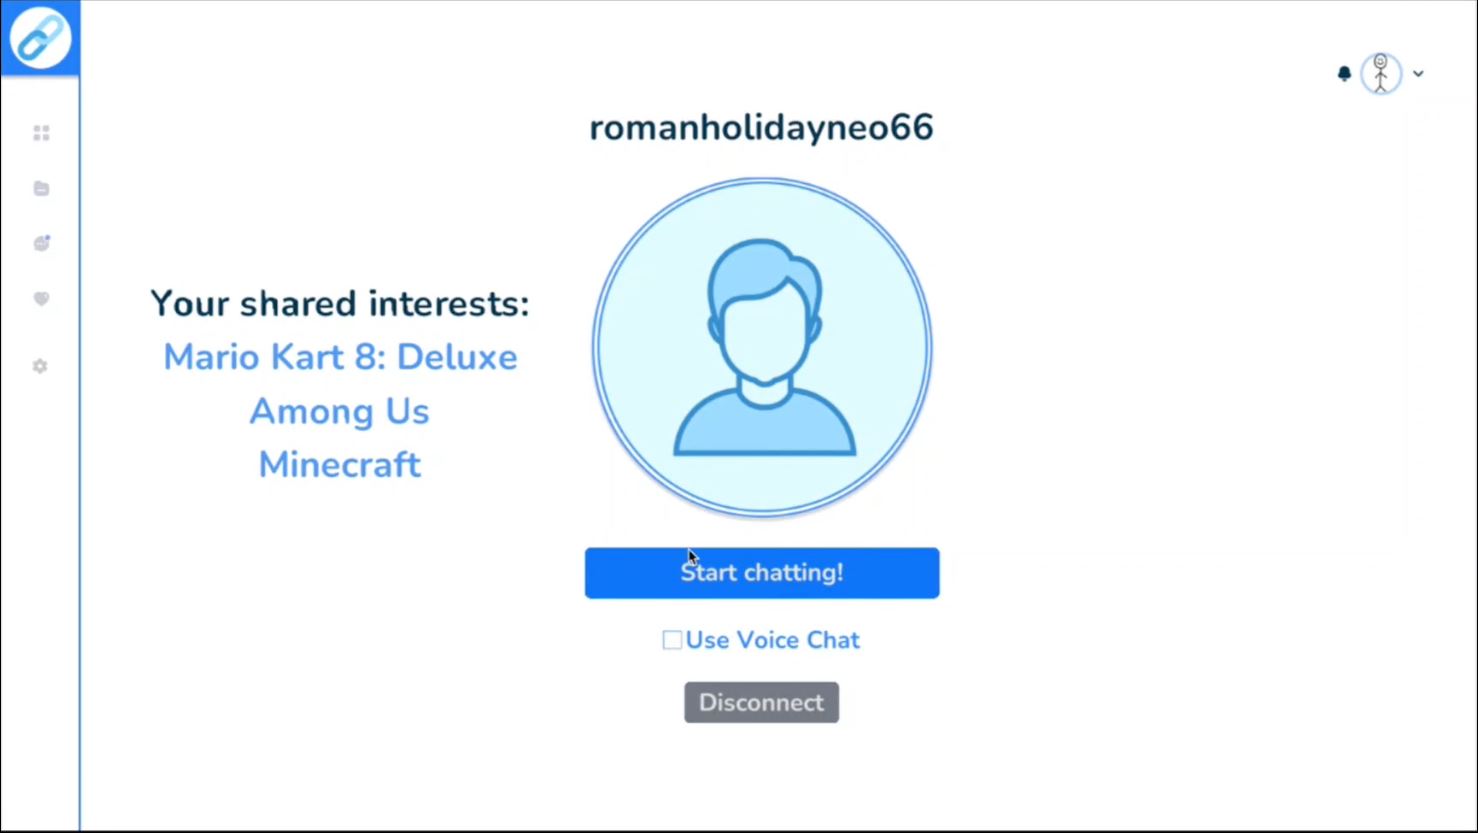 romanholidayneo66
Your shared interests:
Mario Kart 8: Deluxe
Among Us
Minecraft
Start chatting!
Use Voice Chat
Disconnect